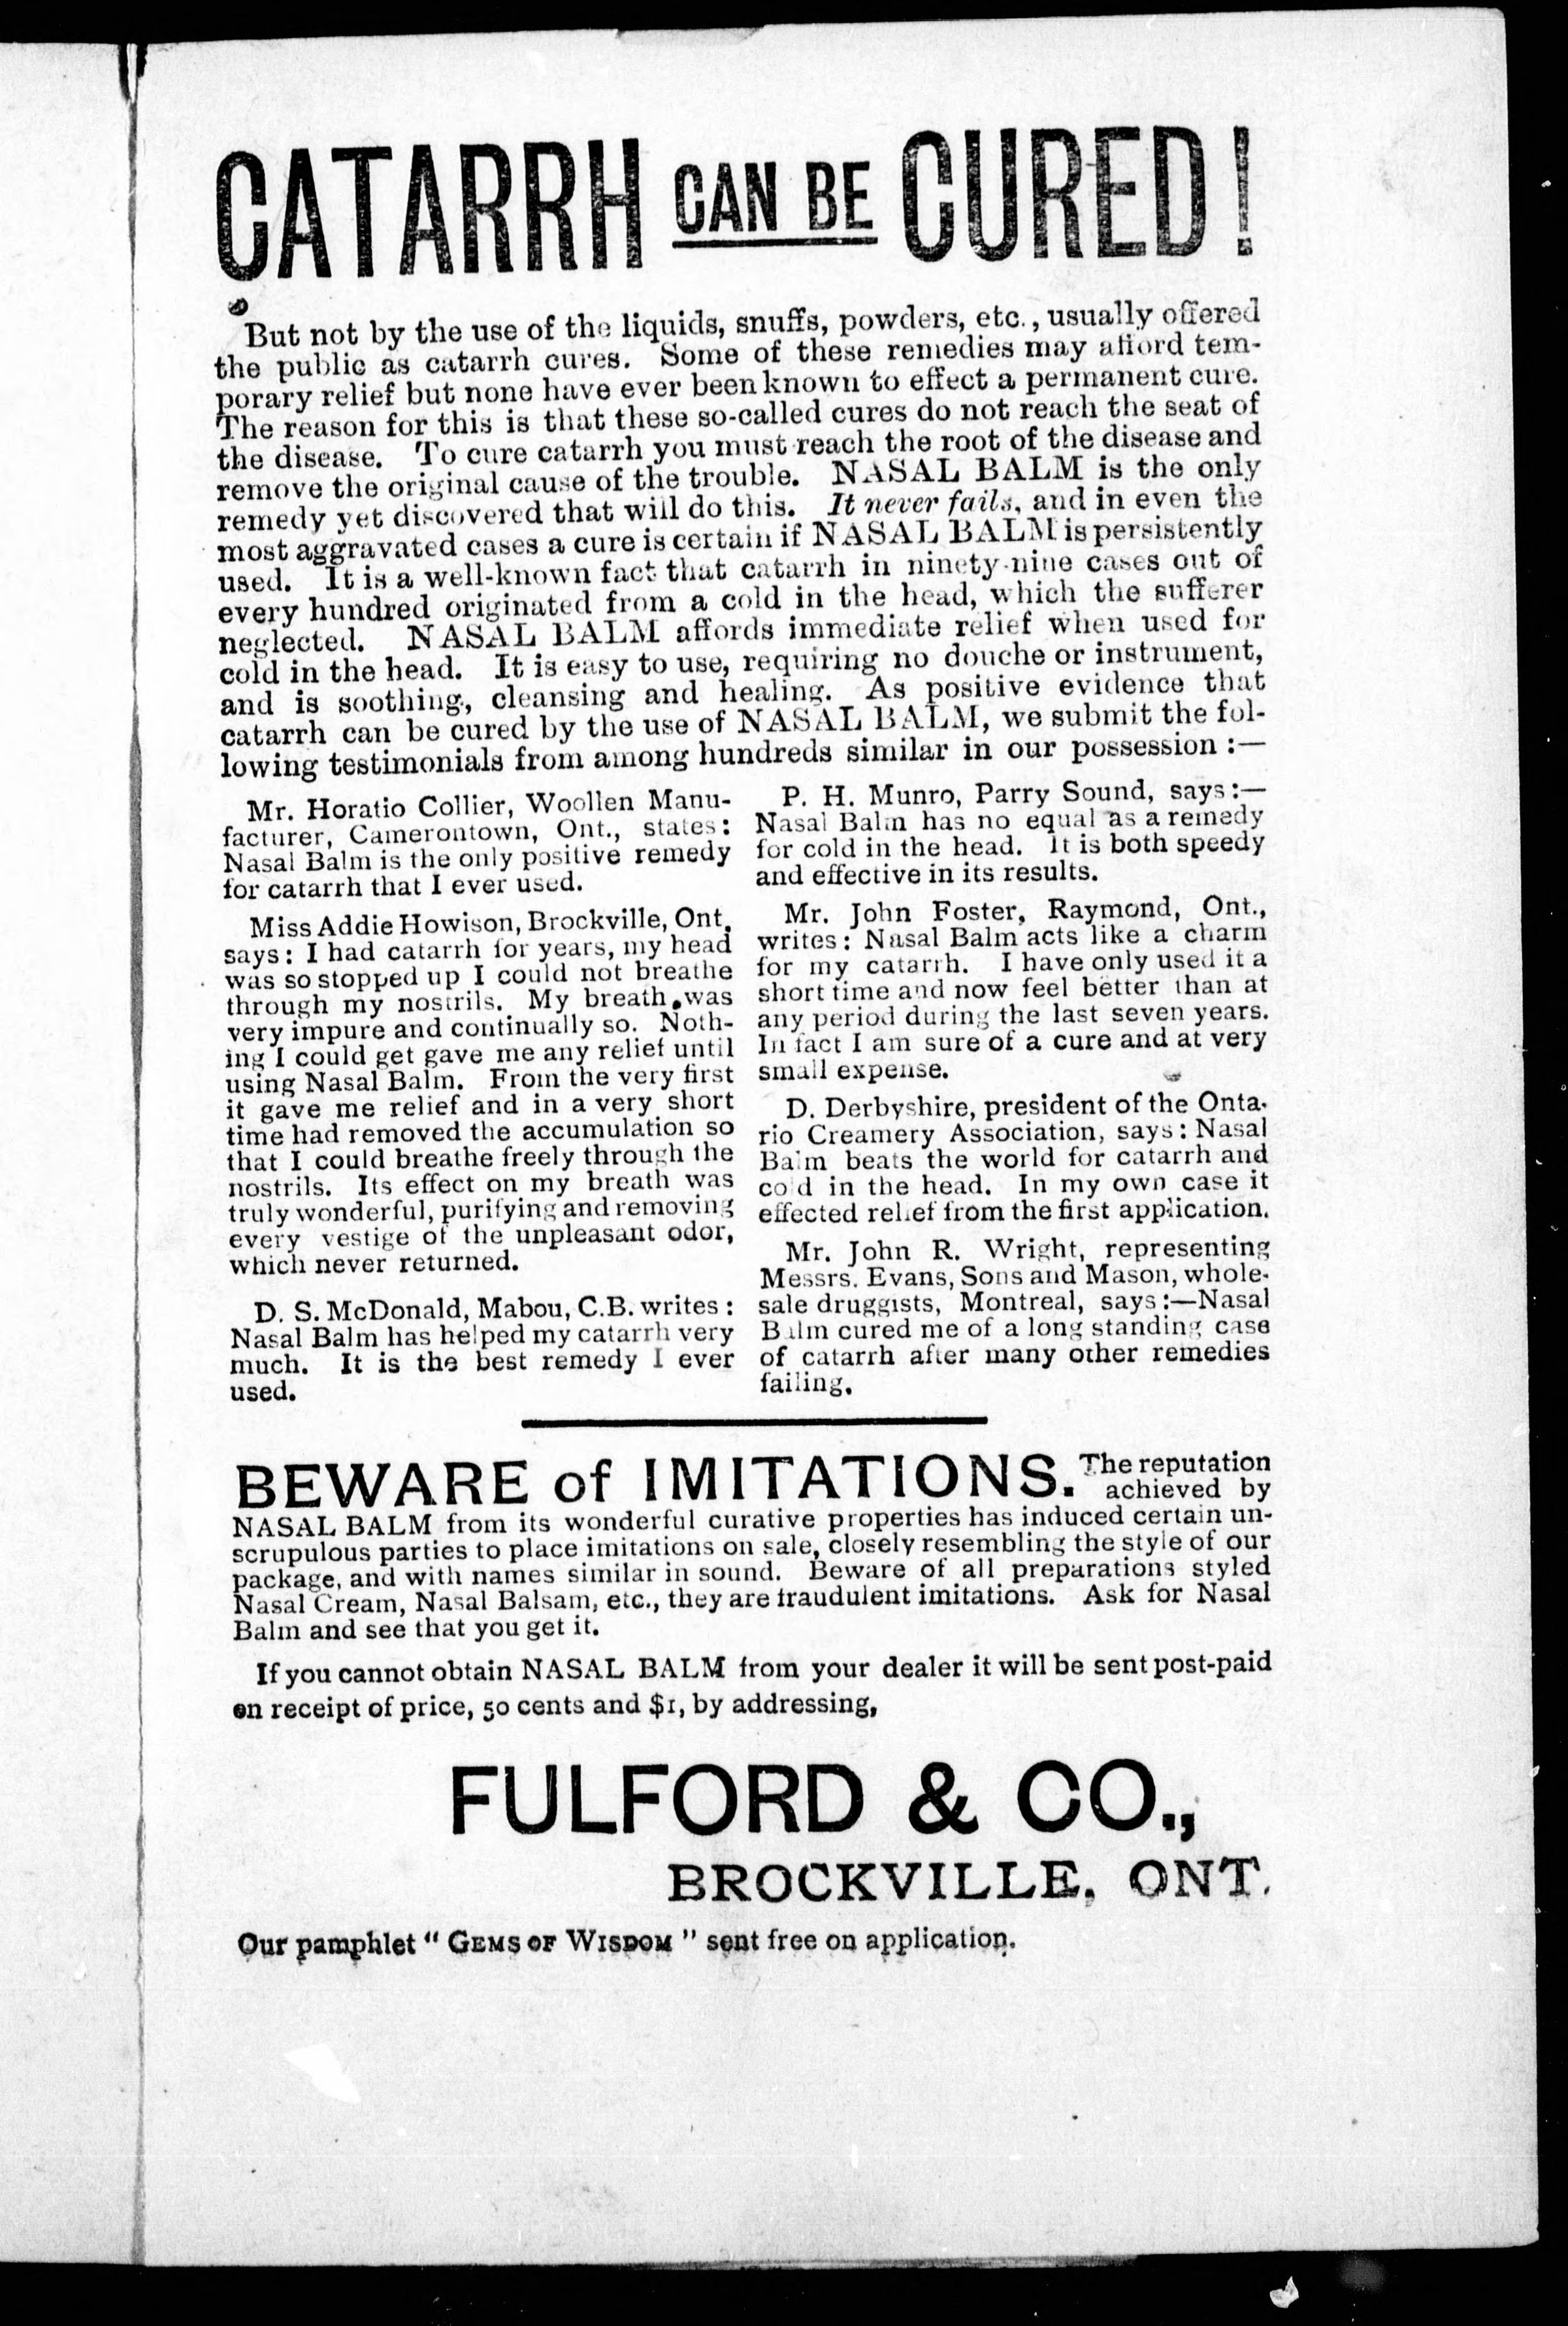 CATARRH CAN BE CURED!
But not by the use of the liquids, snuffs, powders, etc., usually offered
the public as catarrh cures. Some of these remedies may afford tem-
porary relief but none have ever been known to effect a permanent cure.
The reason for this is that these so-called cures do not reach the seat of
the disease. To cure catarrh you must reach the root of the disease and
remove the original cause of the trouble. NASAL BALM is the only
remedy yet discovered that will do this. It never fails, and in even the
most aggravated cases a cure is certain if NASAL BALM is persistently
used. It is a well-known fact that catarrh in ninety-nine cases out of
every hundred originated from a cold in the head, which the sufferer
neglected. NASAL BALM affords immediate relief when used for
cold in the head. It is easy to use, requiring no douche or instrument,
and is soothing, cleansing and healing. As positive evidence that
catarrh can be cured by the use of NASAL BALM, we submit the fol-
lowing testimonials from among hundreds similar in our possession :—
Mr. Horatio Collier, Woollen Manu-
facturer, Camerontown, Ont., states:
Nasal Balm is the only positive remedy
for catarrh that I ever used.
Miss Addie Howison, Brockville, Ont.
says: I had catarrh for years, my head
was so stopped up I could not breathe
through my nostrils. My breath was
very impure and continually so. Noth-
ing I could get gave me any relief until
using Nasal Balm. From the very first
it gave me relief and in a very short
time had removed the accumulation so
that I could breathe freely through the
nostrils. Its effect on my breath was
truly wonderful, purifying and removing
every vestige of the unpleasant odor,
which never returned.
D. S. McDonald, Mabou, C.B. writes:
Nasal Balm has helped my catarrh very
much. It is the best remedy I ever
used.
P. H. Munro, Parry Sound, says:—
Nasal Balm has no equal as a remedy
for cold in the head. It is both speedy
and effective in its results.
Mr. John Foster, Raymond, Ont.,
writes: Nasal Balm acts like a charm
for my catarrh. I have only used it a
short time and now feel better than at
any period during the last seven years.
In fact I am sure of a cure and at very
small expense.
D. Derbyshire, president of the Onta-
rio Creamery Association, says: Nasal
Balm beats the world for catarrh and
cold in the head. In my own case it
effected relief from the first application.
Mr. John R. Wright, representing
Messrs. Evans, Sons and Mason, whole-
sale druggists, Montreal, says:—Nasal
Balm cured me of a long standing case
of catarrh after many other remedies
failing.
BEWARE of IMITATIONS. The reputation
achieved by
NASAL BALM from its wonderful curative properties has induced certain un-
scrupulous parties to place imitations on sale, closely resembling the style of our
package, and with names similar in sound. Beware of all preparations styled
Nasal Cream, Nasal Balsam, etc., they are fraudulent imitations. Ask for Nasal
Balm and see that you get it.
If you cannot obtain NASAL BALM from your dealer it will be sent post-paid
on receipt of price, 50 cents and $1, by addressing,
FULFORD & CO.,
BROCKVILLE, ONT.
Our pamphlet "GEMS OF WISDOM" sent free on application.